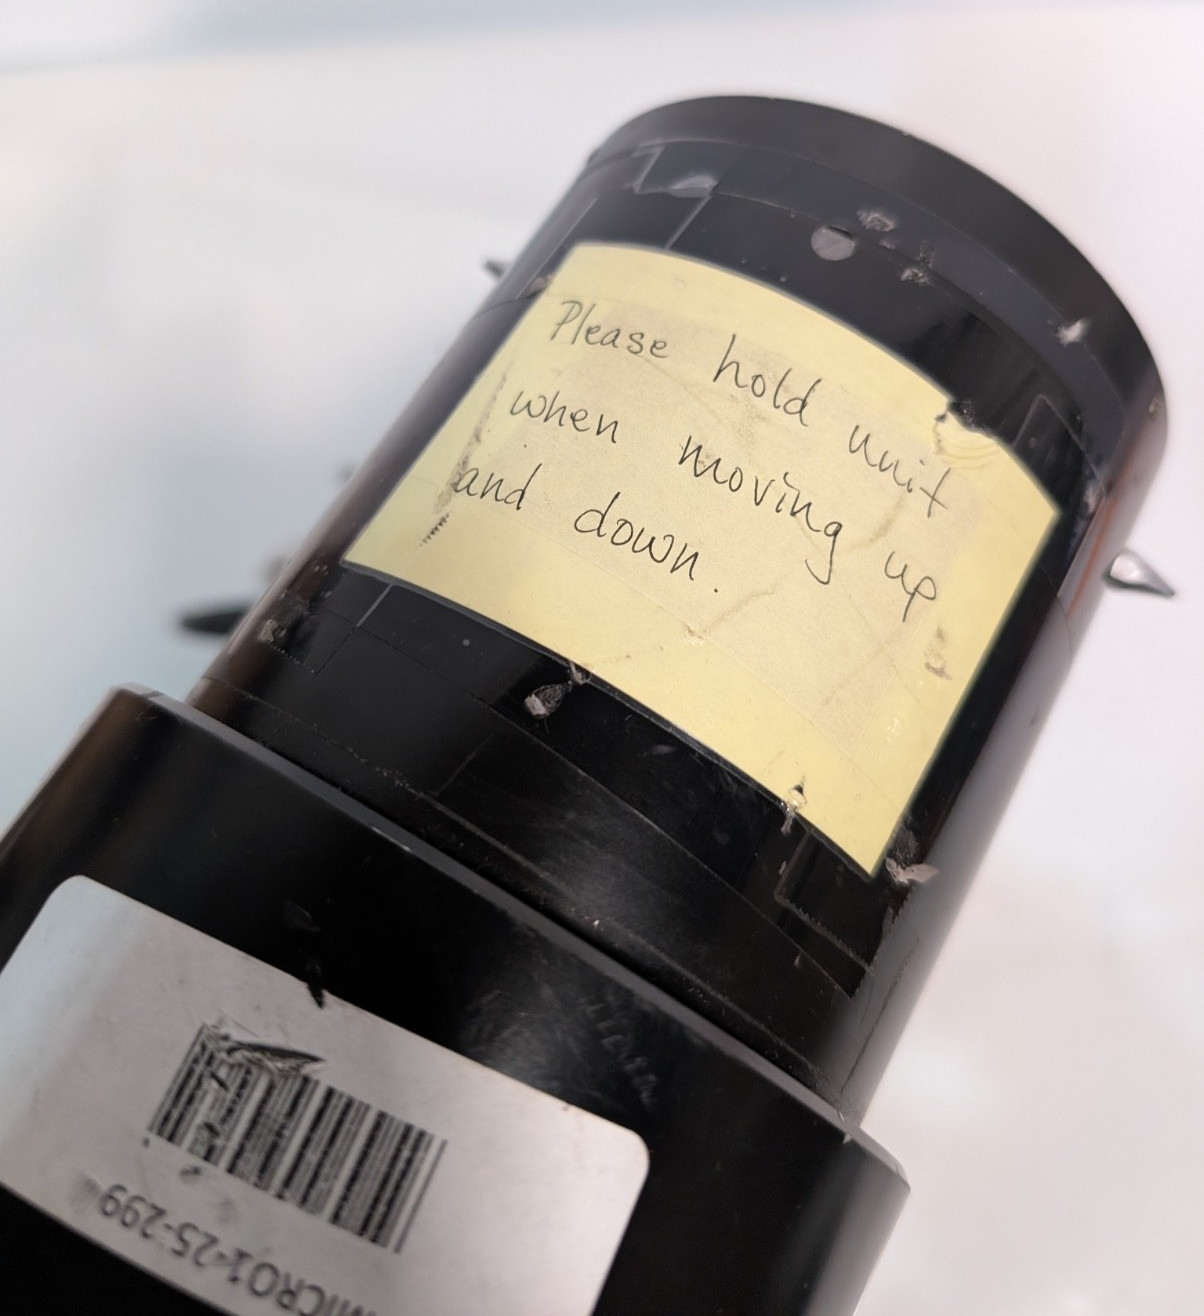 Please hold unit
when moving up
and down.
MICRO1-25-299